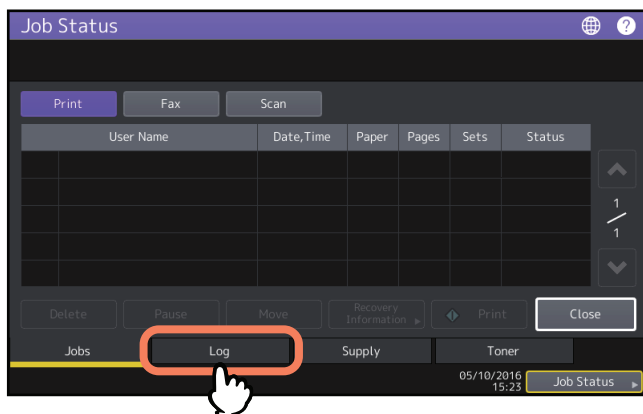 Job Status
?
Print Fax Scan
User Name Date,Time Paper Pages Sets Status
1
1
Delete Pause Move Recovery Information Print Close
Jobs Log Supply Toner
05/10/2016
15:23
Job Status